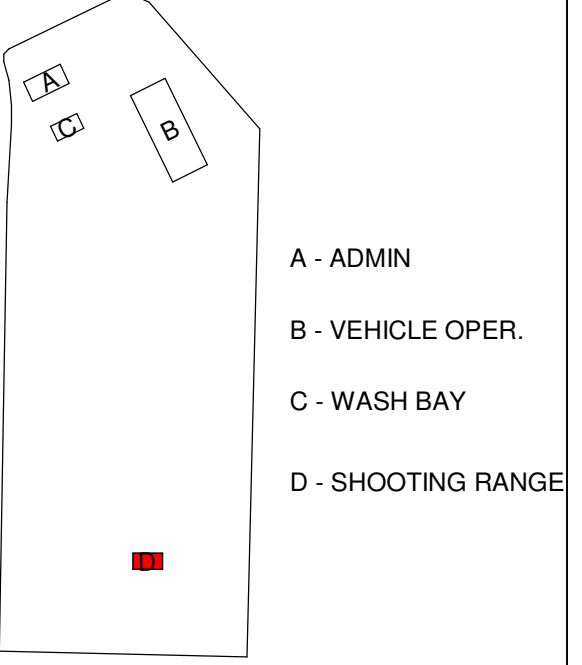 A
C
B
A - ADMIN
B - VEHICLE OPER.
C - WASH BAY
D - SHOOTING RANGE
D